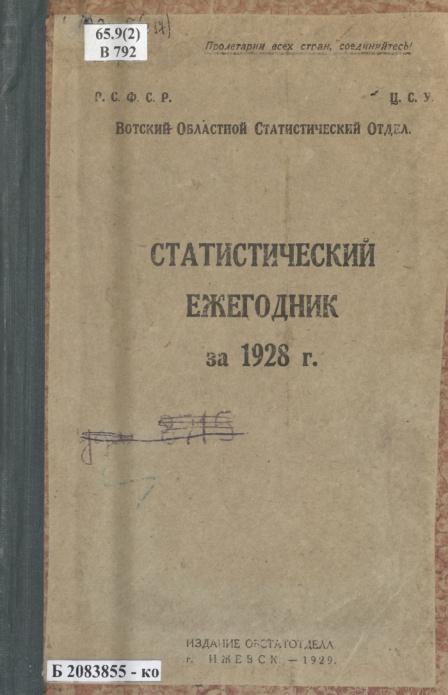 65.9(2)
В 792
Пролетарии всех стран, соединяйтесь!
Р. С. Ф. С. Р.
Ц. С. У.
Вотский Областной Статистический Отдел.
СТАТИСТИЧЕСКИЙ
ЕЖЕГОДНИК
за 1928 г.
ИЗДАНИЕ ОБСТАТОТДЕЛА
г. ИЖЕВСК — 1929.
Б 2083855 - ко